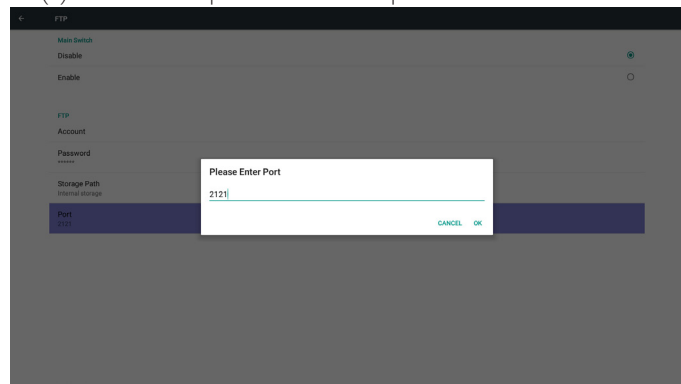 ← FTP
Main Switch
Disable
Enable
FTP
Account
Password
******
Storage Path
Internal storage
Port
2121
Please Enter Port
2121
CANCEL OK